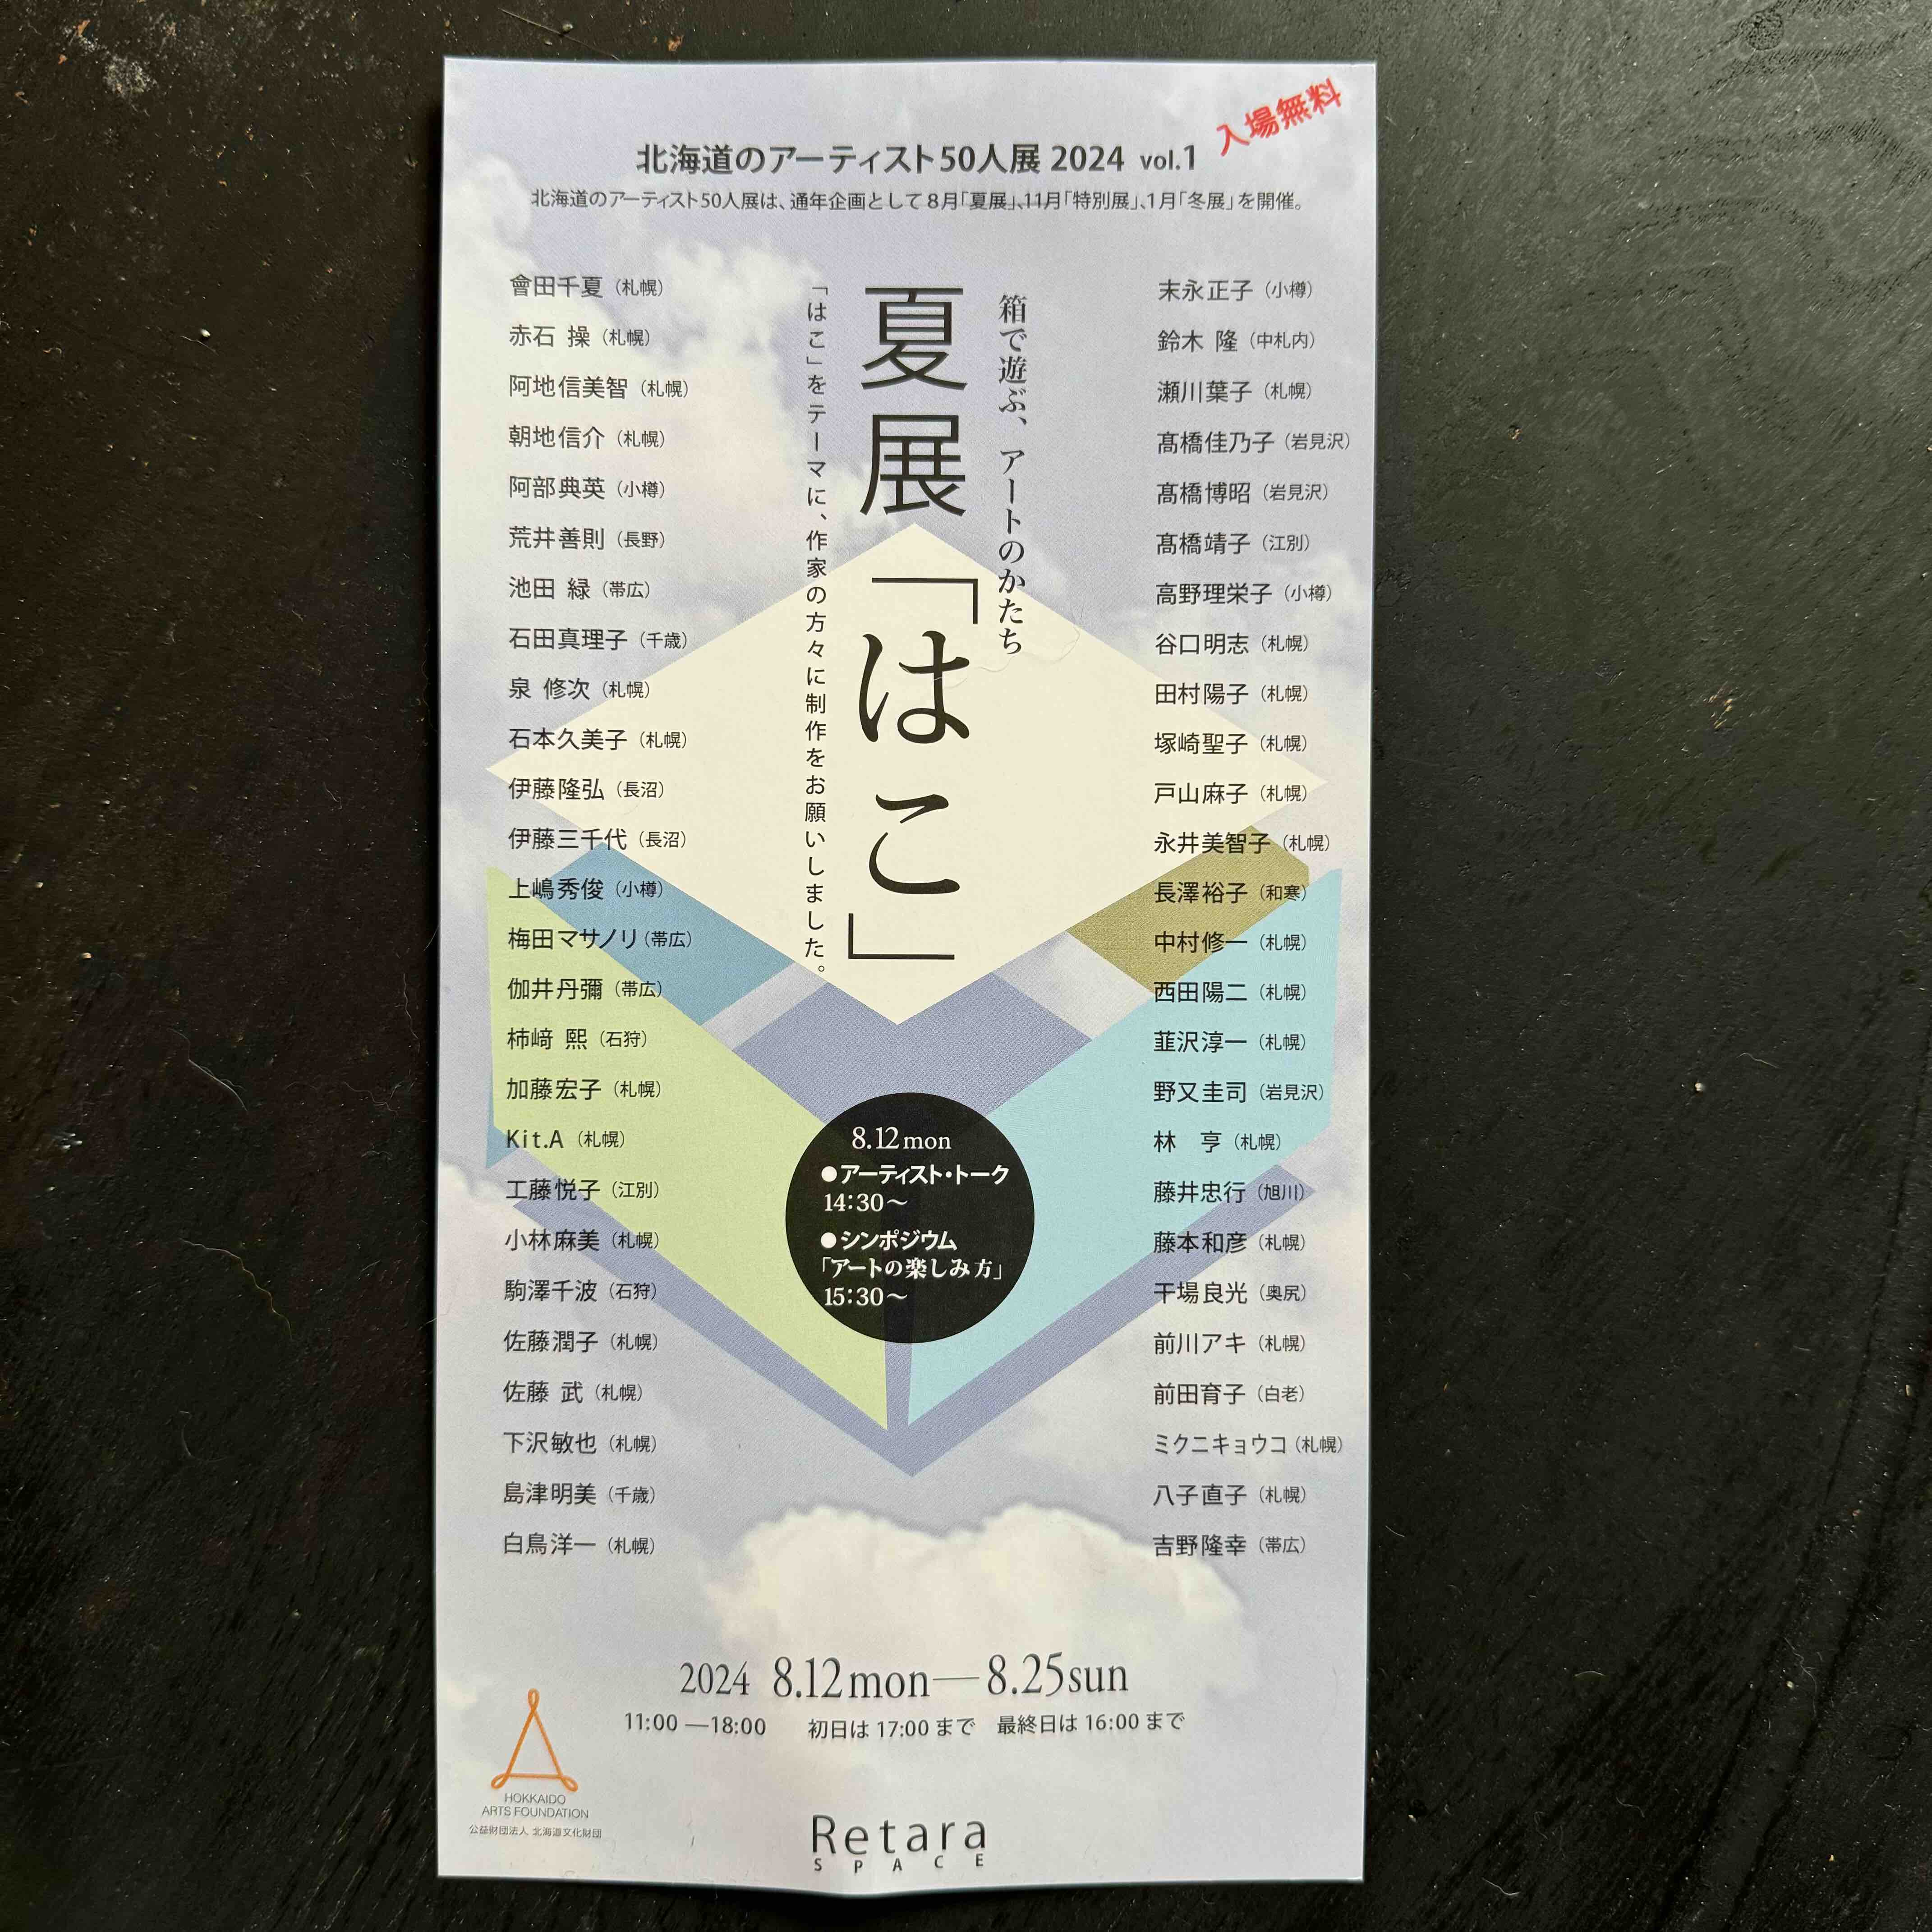 入場無料
北海道のアーティスト50人展 2024 vol.1
北海道のアーティスト50人展は、通年企画として8月「夏展」、11月「特別展」、1月「冬展」を開催。
箱で遊ぶ、アートのかたち
夏展「はこ」
「はこ」をテーマに、作家の方々に制作をお願いしました。
會田千夏（札幌）
赤石 操（札幌）
阿地信美智（札幌）
朝地信介（札幌）
阿部典英（小樽）
荒井善則（長野）
池田 緑（帯広）
石田真理子（千歳）
泉 修次（札幌）
石本久美子（札幌）
伊藤隆弘（長沼）
伊藤三千代（長沼）
上嶋秀俊（小樽）
梅田マサノリ（帯広）
伽井丹彌（帯広）
柿﨑 熙（石狩）
加藤宏子（札幌）
Kit.A（札幌）
工藤悦子（江別）
小林麻美（札幌）
駒澤千波（石狩）
佐藤潤子（札幌）
佐藤 武（札幌）
下沢敏也（札幌）
島津明美（千歳）
白鳥洋一（札幌）
末永正子（小樽）
鈴木 隆（中札内）
瀬川葉子（札幌）
髙橋佳乃子（岩見沢）
髙橋博昭（岩見沢）
髙橋靖子（江別）
高野理栄子（小樽）
谷口明志（札幌）
田村陽子（札幌）
塚崎聖子（札幌）
戸山麻子（札幌）
永井美智子（札幌）
長澤裕子（和寒）
中村修一（札幌）
西田陽二（札幌）
韮沢淳一（札幌）
野又圭司（岩見沢）
林　亨（札幌）
藤井忠行（旭川）
藤本和彦（札幌）
干場良光（奥尻）
前川アキ（札幌）
前田育子（白老）
ミクニキョウコ（札幌）
八子直子（札幌）
吉野隆幸（帯広）
8.12mon
●アーティスト・トーク
14:30〜
●シンポジウム
「アートの楽しみ方」
15:30〜
2024 8.12mon—8.25sun
11:00 —18:00 初日は 17:00 まで 最終日は 16:00 まで
HOKKAIDO
ARTS FOUNDATION
公益財団法人 北海道文化財団
Retara
SPACE